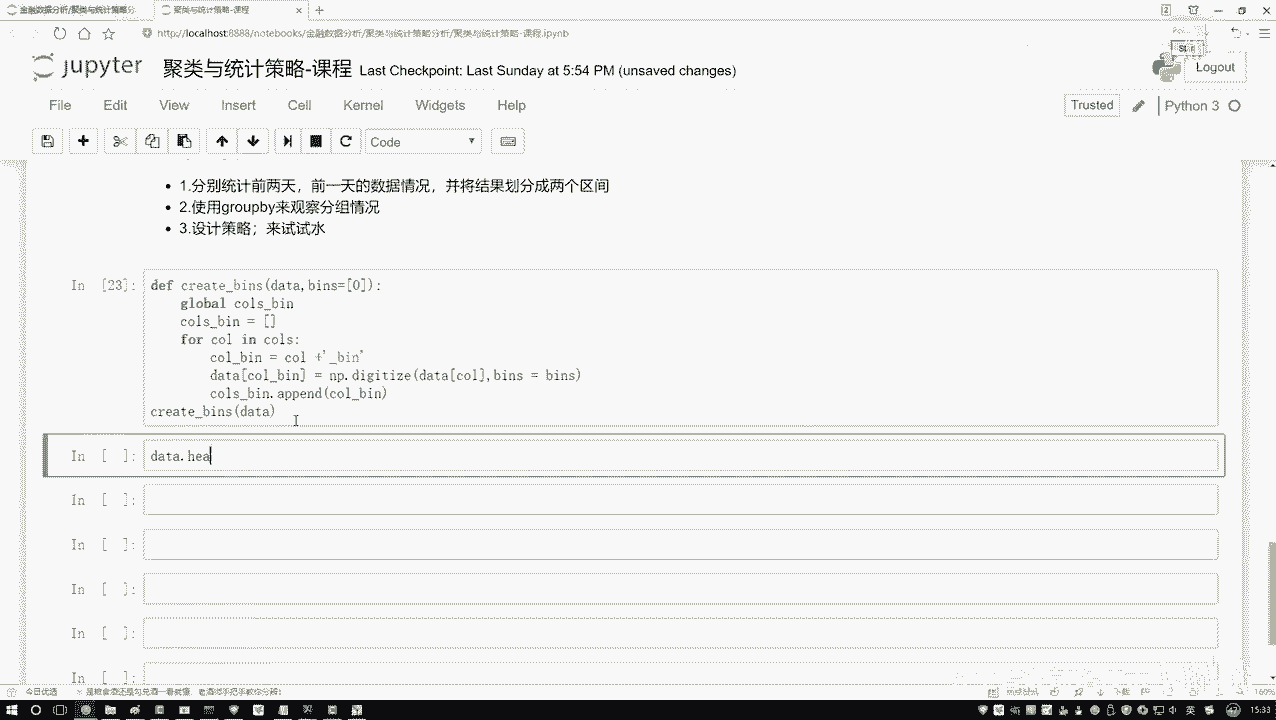 金融数据分析/聚类与统计策略分
聚类与统计策略-课程
http://localhost:8888/notebooks/金融数据分析/聚类与统计策略分析/聚类与统计策略-课程.ipynb
jupyter 聚类与统计策略-课程 Last Checkpoint: Last Sunday at 5:54 PM (unsaved changes)
Logout
File Edit View Insert Cell Kernel Widgets Help
Trusted Python 3
Code
1.分别统计前两天，前一天的数据情况，并将结果划分成两个区间
2.使用groupby来观察分组情况
3.设计策略；来试试水
In [23]: def create_bins(data,bins=[0]):
global cols_bin
cols_bin = []
for col in cols:
col_bin = col +'_bin'
data[col_bin] = np.digitize(data[col],bins = bins)
cols_bin.append(col_bin)
create_bins(data)
In [ ]: data.hea
In [ ]:
In [ ]:
In [ ]:
In [ ]:
In [ ]:
今日优选
160%
英
15:33